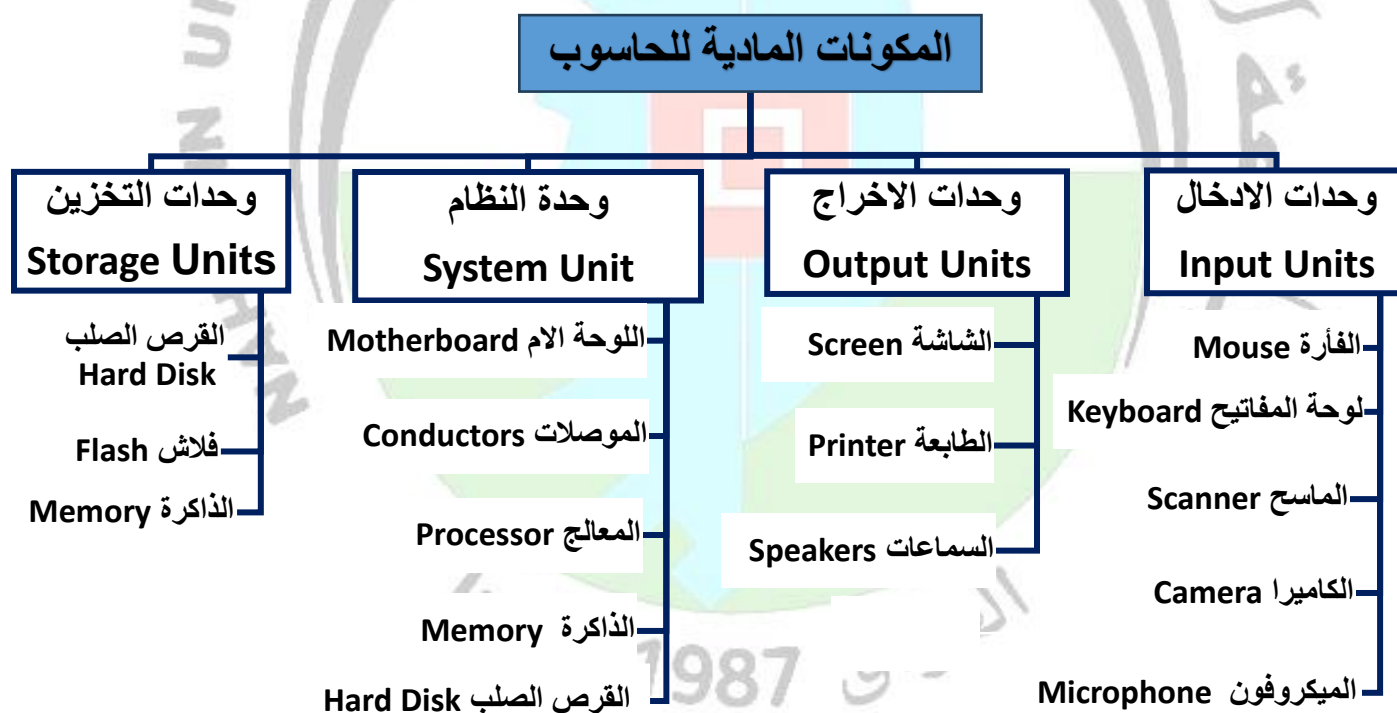 المكونات المادية للحاسوب
وحدات الادخال
Input Units
الفأرة Mouse
لوحة المفاتيح Keyboard
الماسح Scanner
الكاميرا Camera
الميكروفون Microphone
وحدات الاخراج
Output Units
الشاشة Screen
الطابعة Printer
السماعات Speakers
وحدة النظام
System Unit
اللوحة الام Motherboard
الموصلات Conductors
المعالج Processor
الذاكرة Memory
القرص الصلب Hard Disk
وحدات التخزين
Storage Units
القرص الصلب
Hard Disk
فلاش Flash
الذاكرة Memory
1987